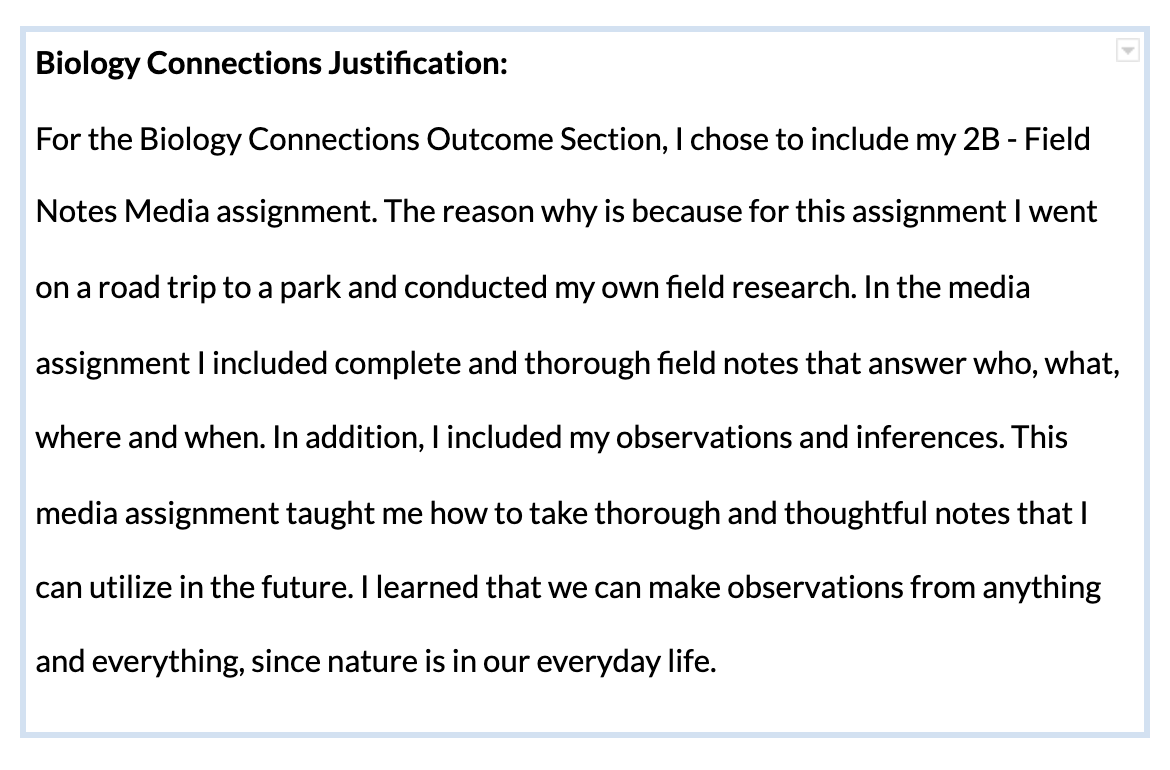 Biology Connections Justification:
For the Biology Connections Outcome Section, I chose to include my 2B - Field
Notes Media assignment. The reason why is because for this assignment I went
on a road trip to a park and conducted my own field research. In the media
assignment I included complete and thorough field notes that answer who, what,
where and when. In addition, I included my observations and inferences. This
media assignment taught me how to take thorough and thoughtful notes that I
can utilize in the future. I learned that we can make observations from anything
and everything, since nature is in our everyday life.